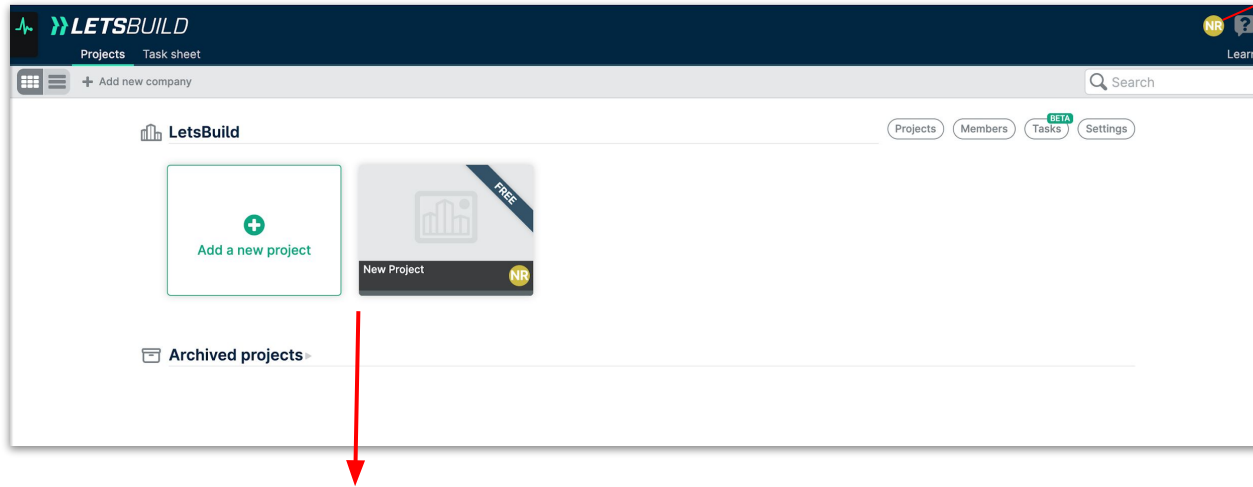 LETSBUILD
NR
?
Projects Task sheet
Learn
+ Add new company
Search
LetsBuild
Projects Members Tasks BETA Settings
FREE
Add a new project
New Project
NR
Archived projects